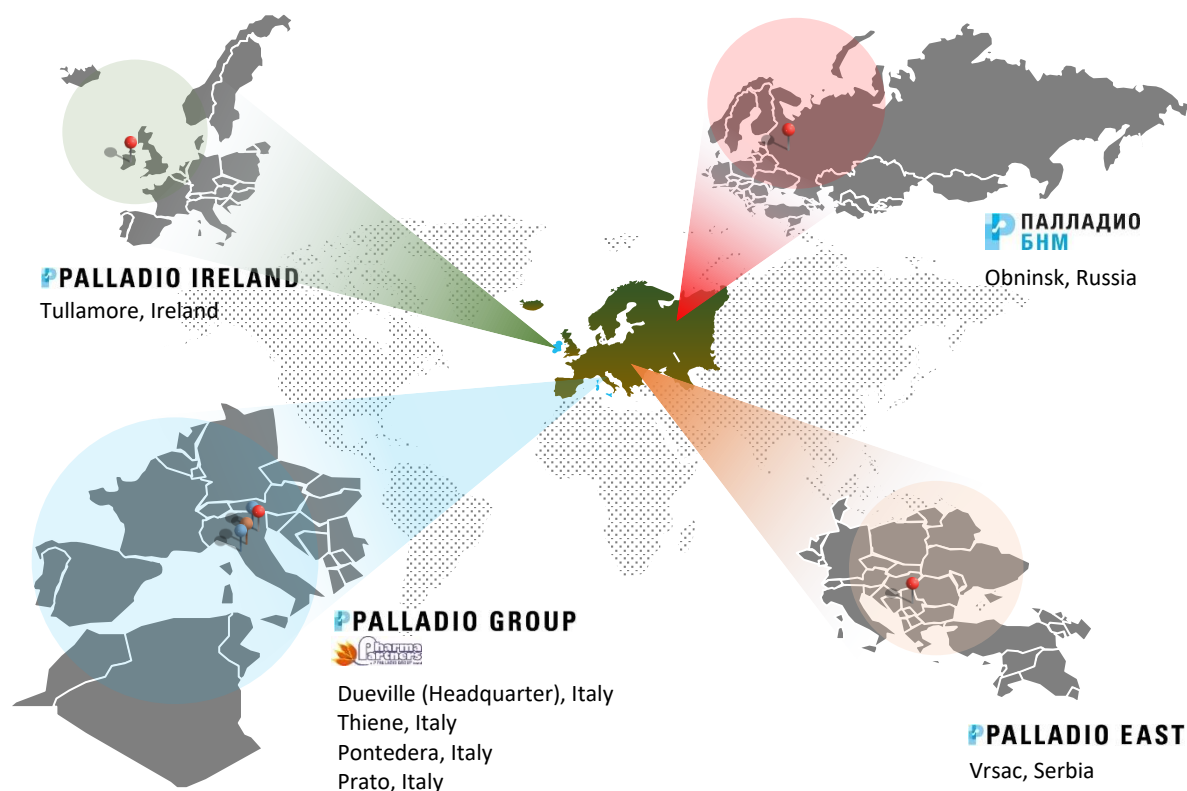 PALLADIO IRELAND
Tullamore, Ireland
ПАЛЛАДИО
БНМ
Obninsk, Russia
PALLADIO GROUP
Pharma
Partners
Dueville (Headquarter), Italy
Thiene, Italy
Pontedera, Italy
Prato, Italy
PALLADIO EAST
Vrsac, Serbia